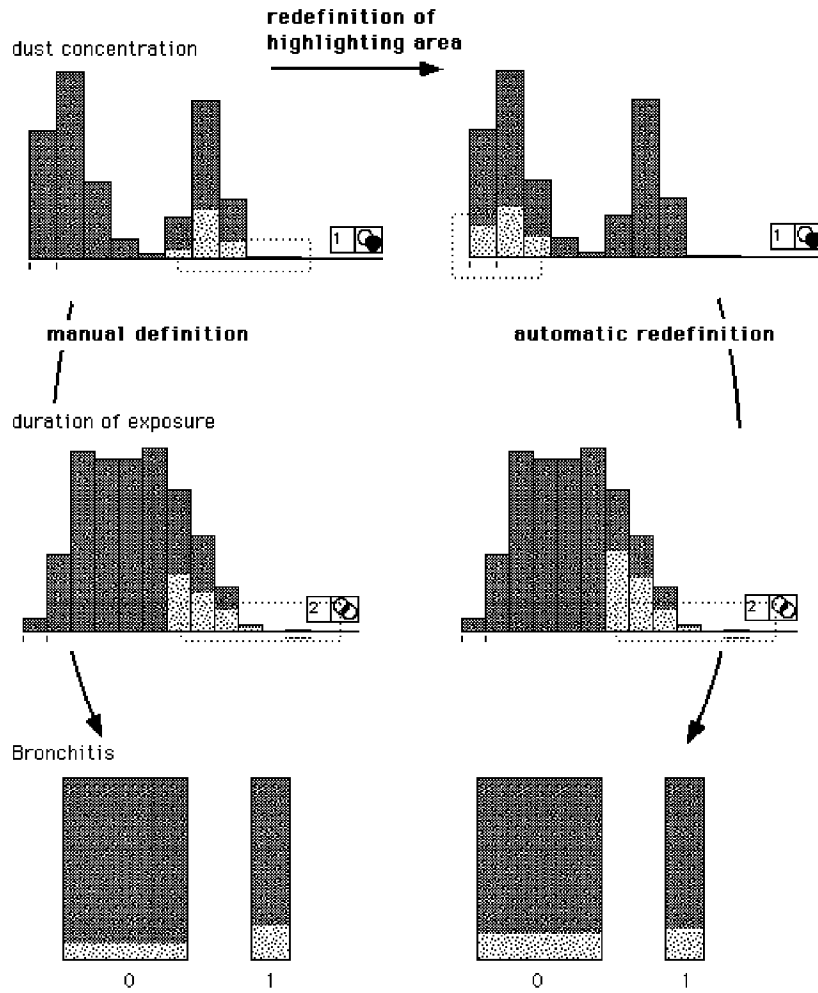 redefinition of
highlighting area
dust concentration
1
1
manual definition
automatic redefinition
duration of exposure
2
2
Bronchitis
0
1
0
1